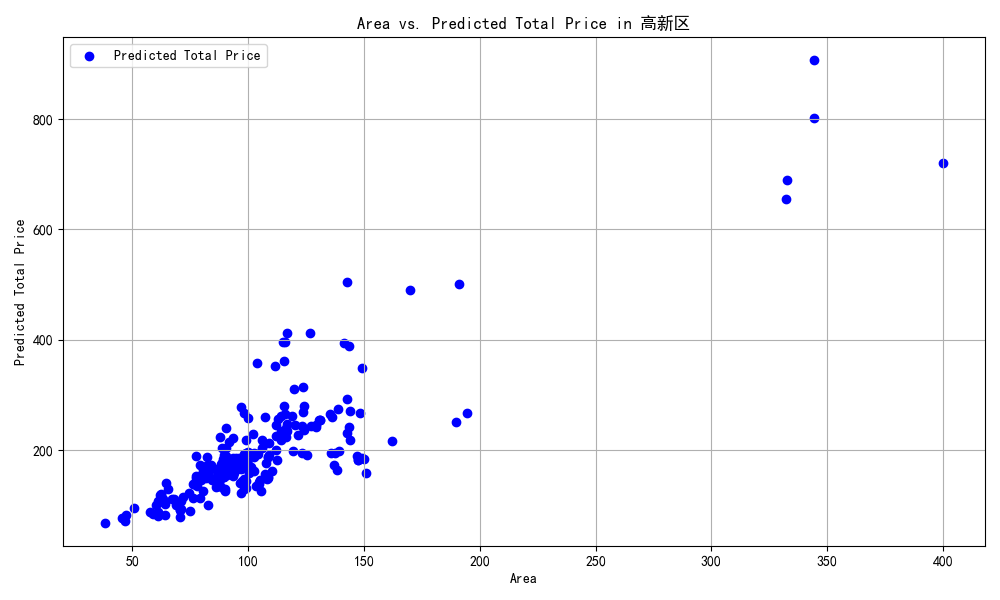 Area vs. Predicted Total Price in 高新区
Predicted Total Price
Predicted Total Price
800
600
400
200
50 100 150 200 250 300 350 400
Area